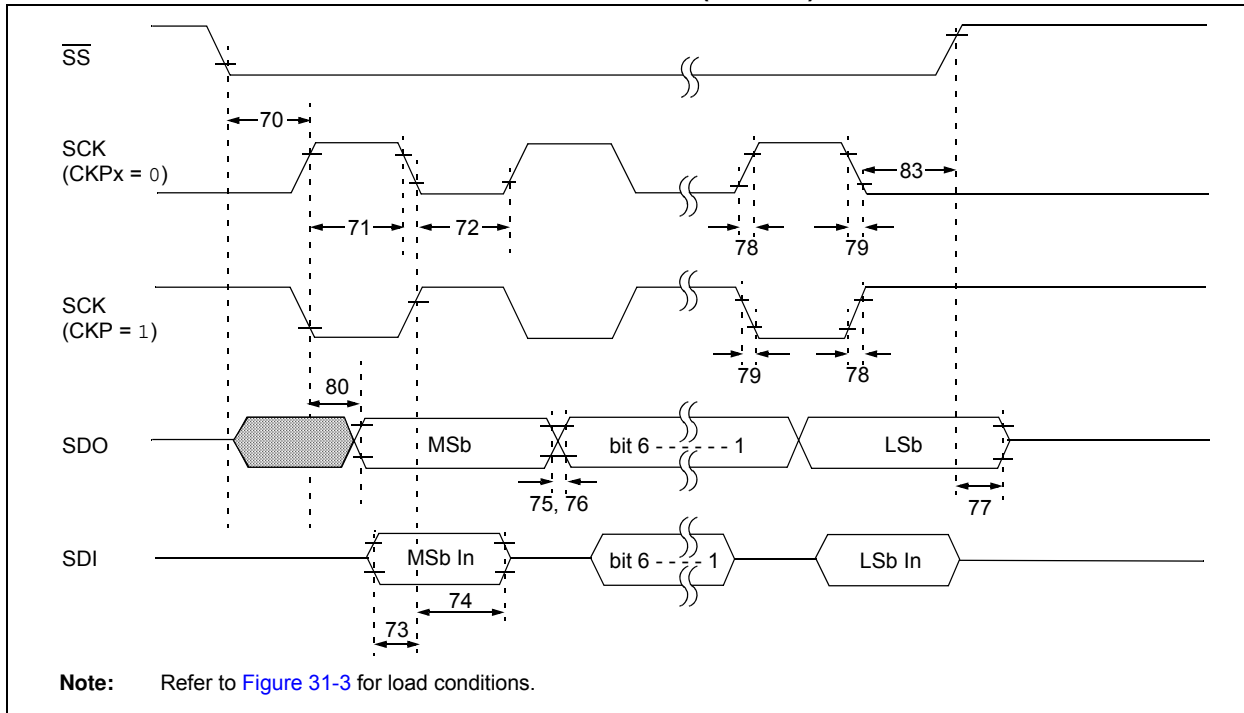 SS
70
SCK
(CKPx = 0)
83
71
72
78
79
SCK
(CKP = 1)
79
78
80
SDO
MSb
bit 6 - - - - - - 1
LSb
75, 76
77
SDI
MSb In
bit 6 - - - - 1
LSb In
74
73
Note: Refer to Figure 31-3 for load conditions.